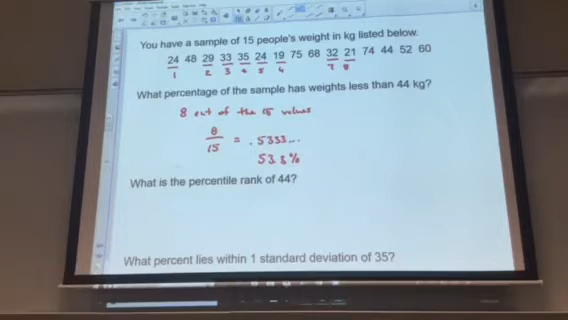 You have a sample of 15 people's weight in kg listed below.
24 48 29 33 35 24 19 75 68 32 21 74 44 52 60
1 2 3 4 5 6 7 8
What percentage of the sample has weights less than 44 kg?
8 out of the 15 values
8
15 = .5333...
53.3%
What is the percentile rank of 44?
What percent lies within 1 standard deviation of 35?